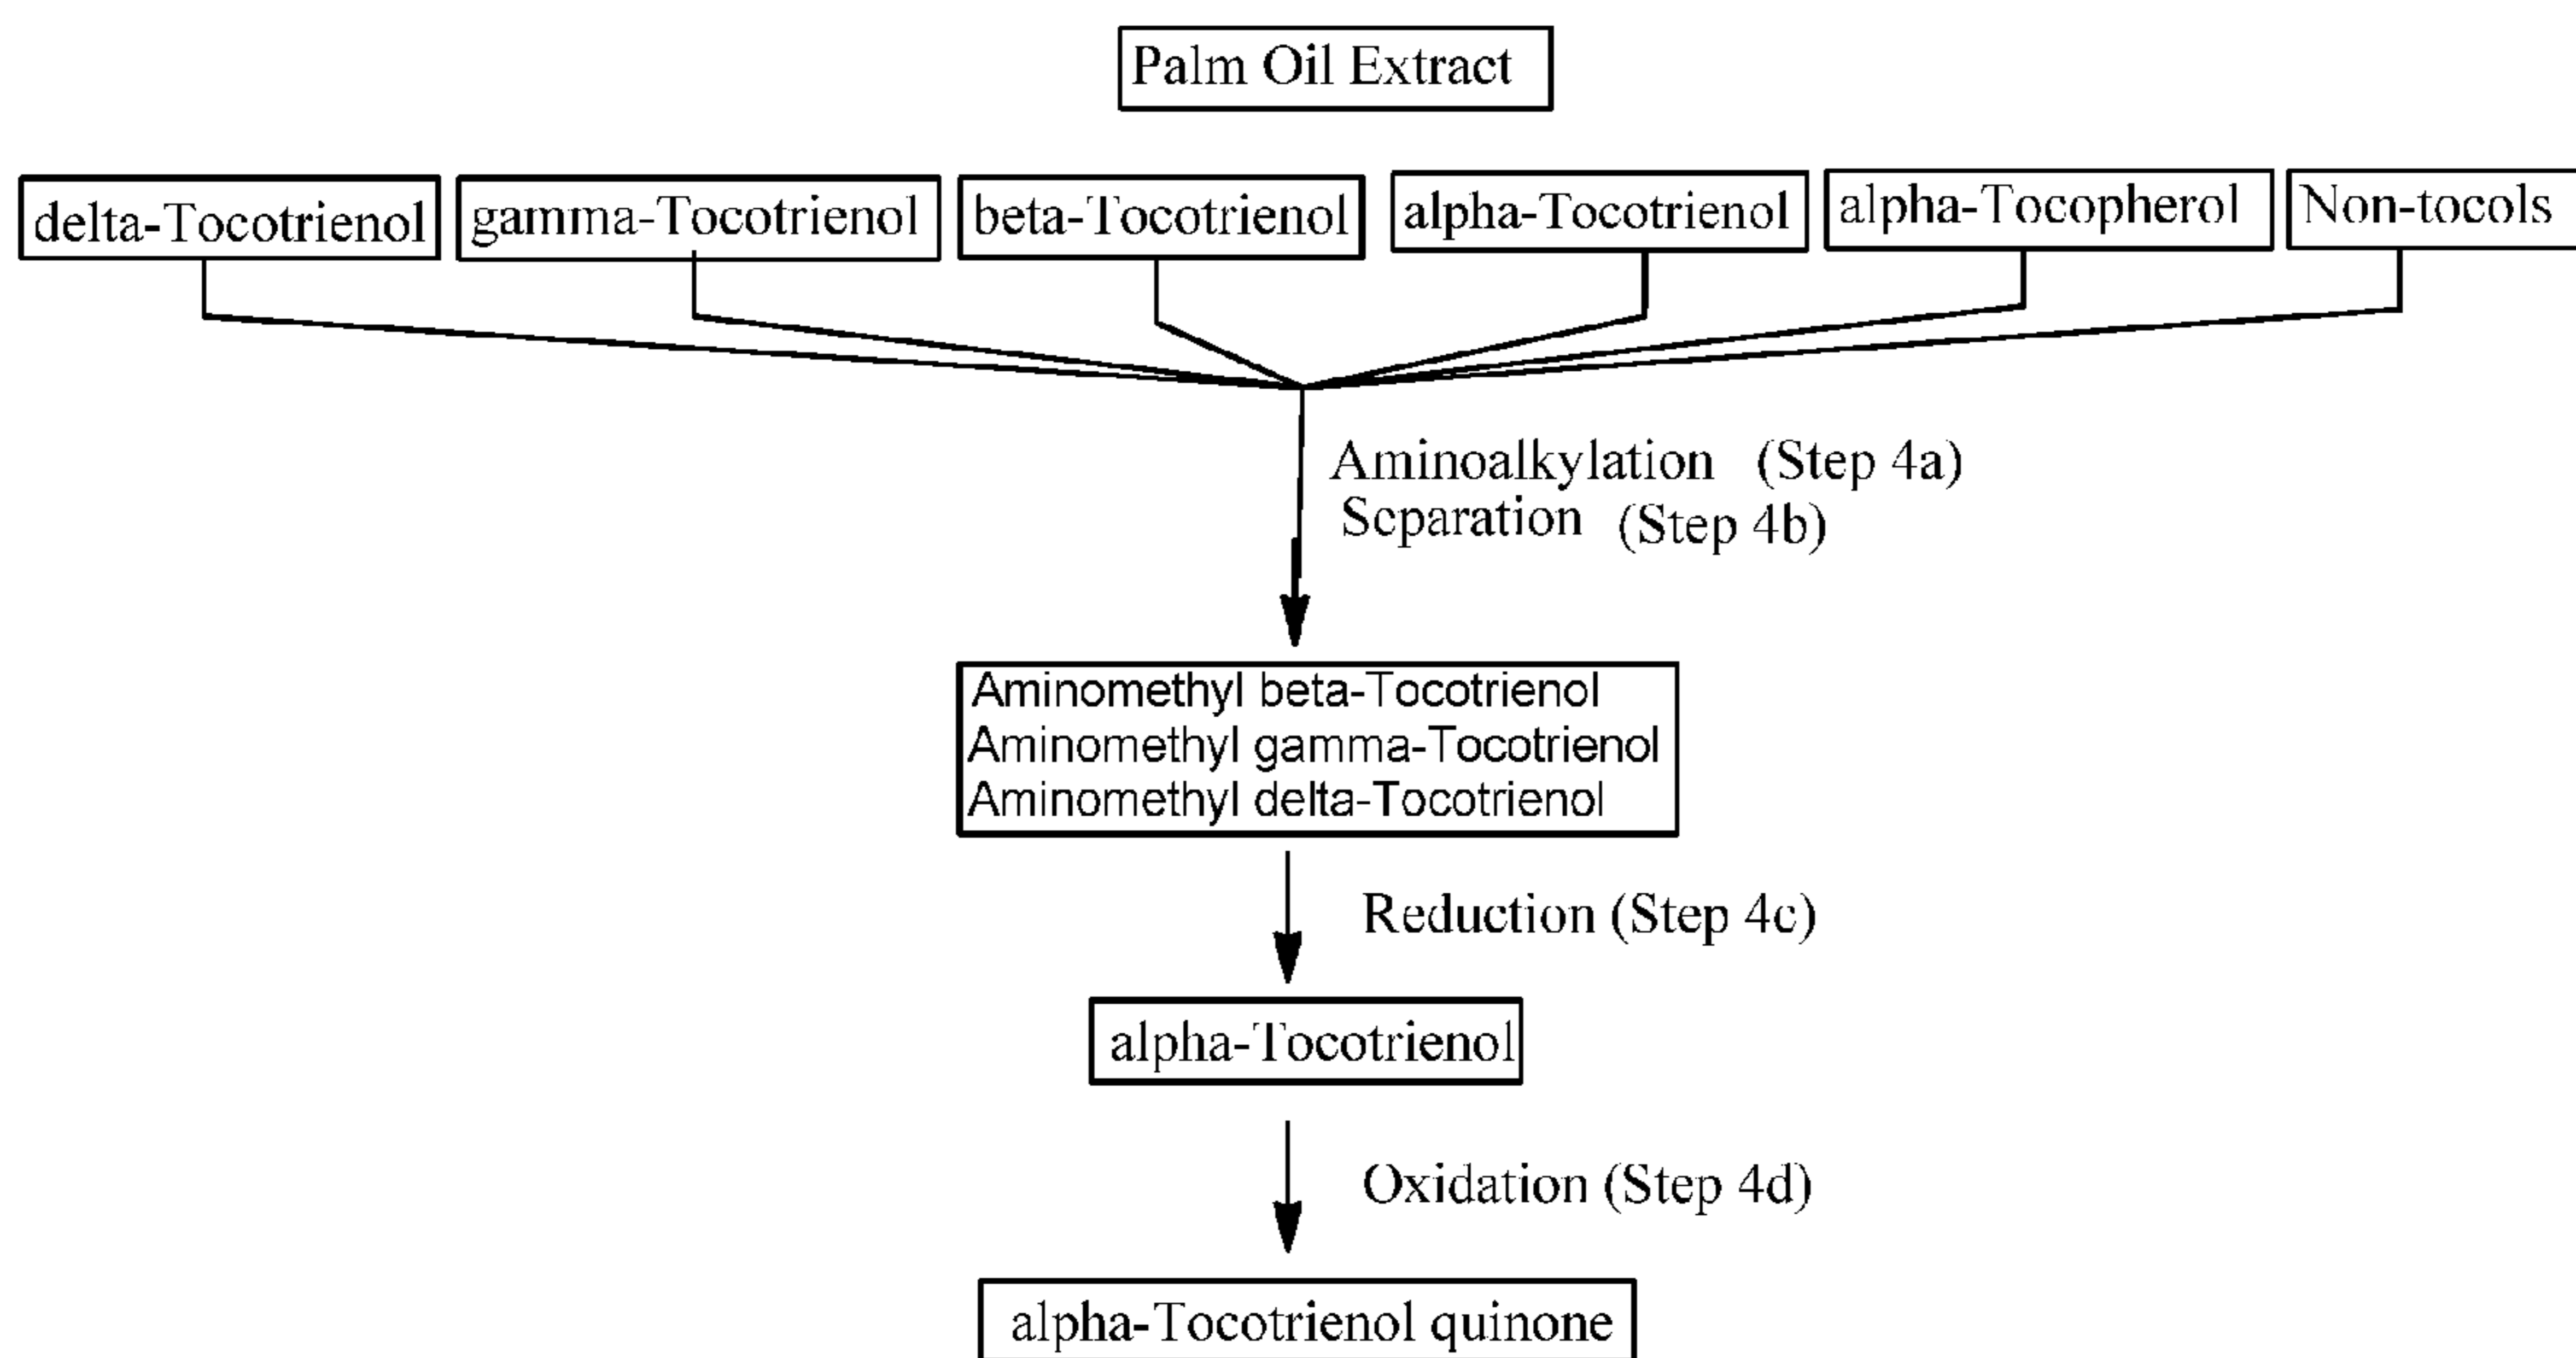 Palm Oil Extract
delta-Tocotrienol
gamma-Tocotrienol
beta-Tocotrienol
alpha-Tocotrienol
alpha-Tocopherol
Non-tocols
Aminoalkylation (Step 4a)
Separation (Step 4b)
Aminomethyl beta-Tocotrienol
Aminomethyl gamma-Tocotrienol
Aminomethyl delta-Tocotrienol
Reduction (Step 4c)
alpha-Tocotrienol
Oxidation (Step 4d)
alpha-Tocotrienol quinone